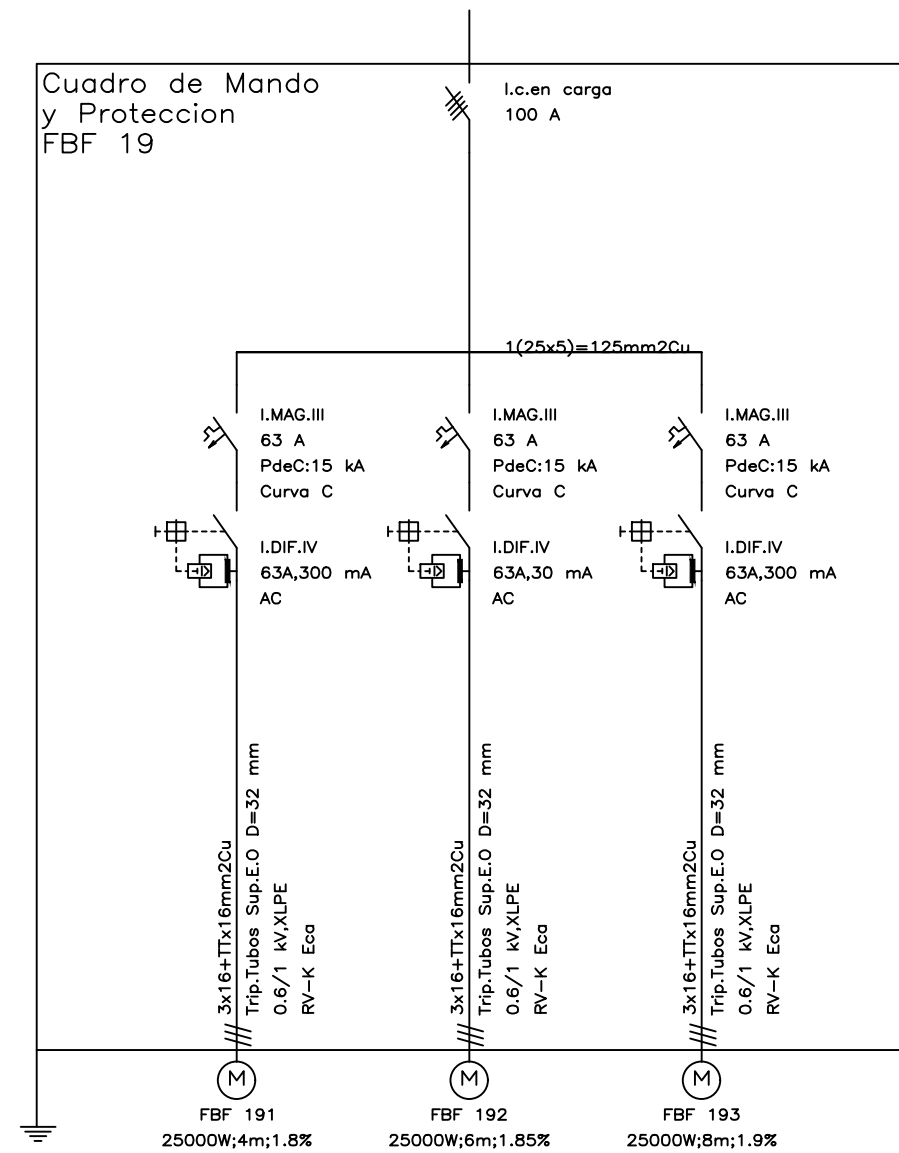 Cuadro de Mando
y Proteccion
FBF 19
I.c.en carga
100 A
1(25x5)=125mm2Cu
I.MAG.III
63 A
PdeC:15 kA
Curva C
I.DIF.IV
63A,300 mA
AC
I.MAG.III
63 A
PdeC:15 kA
Curva C
I.DIF.IV
63A,30 mA
AC
I.MAG.III
63 A
PdeC:15 kA
Curva C
I.DIF.IV
63A,300 mA
AC
3x16+TTx16mm2Cu
Trip.Tubos Sup.E.O D=32 mm
0.6/1 kV,XLPE
RV-K Eca
3x16+TTx16mm2Cu
Trip.Tubos Sup.E.O D=32 mm
0.6/1 kV,XLPE
RV-K Eca
3x16+TTx16mm2Cu
Trip.Tubos Sup.E.O D=32 mm
0.6/1 kV,XLPE
RV-K Eca
M
FBF 191
25000W;4m;1.8%
M
FBF 192
25000W;6m;1.85%
M
FBF 193
25000W;8m;1.9%